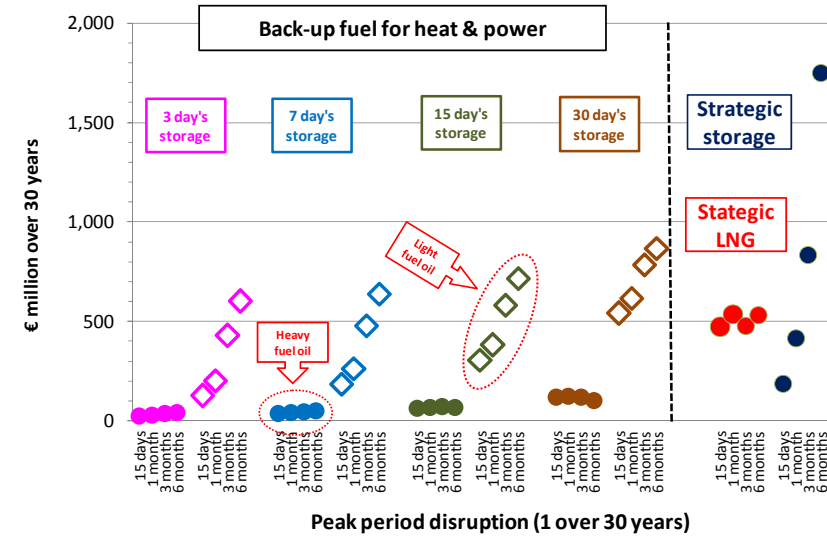 Back-up fuel for heat & power
2,000
1,500
1,000
500
0
€ million over 30 years
3 day's
storage
7 day's
storage
15 day's
storage
30 day's
storage
Strategic
storage
Stategic
LNG
Light
fuel oil
Heavy
fuel oil
15 days
1 month
3 months
6 months
15 days
1 month
3 months
6 months
15 days
1 month
3 months
6 months
15 days
1 month
3 months
6 months
15 days
1 month
3 months
6 months
15 days
1 month
3 months
6 months
15 days
1 month
3 months
6 months
15 days
1 month
3 months
6 months
15 days
1 month
3 months
6 months
15 days
1 month
3 months
6 months
Peak period disruption (1 over 30 years)